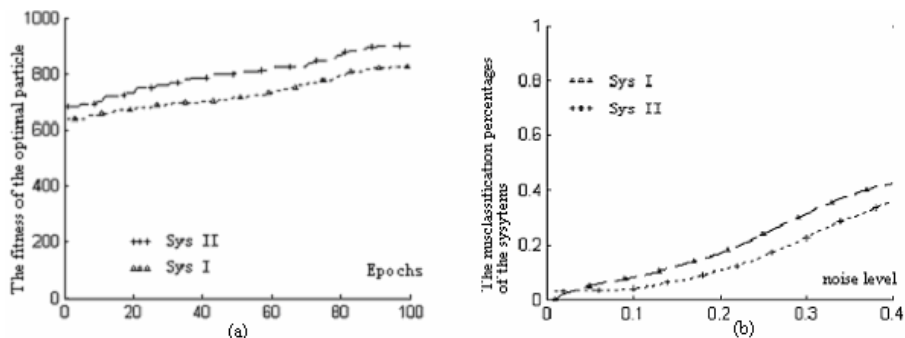 The fitness of the optimal particle
1000
800
600
400
200
0
Sys II
Sys I
Epochs
0 20 40 60 80 100
(a)
The misclassification percentages
of the sysytems
1
0.8
0.6
0.4
0.2
0
Sys I
Sys II
noise level
0 0.1 0.2 0.3 0.4
(b)